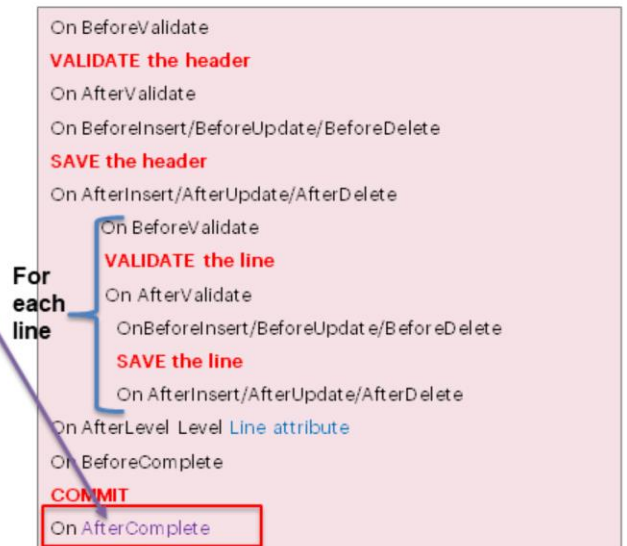 On BeforeValidate
VALIDATE the header
On AfterValidate
On BeforeInsert/BeforeUpdate/BeforeDelete
SAVE the header
On AfterInsert/AfterUpdate/AfterDelete
For each line
On BeforeValidate
VALIDATE the line
On AfterValidate
OnBeforeInsert/BeforeUpdate/BeforeDelete
SAVE the line
On AfterInsert/AfterUpdate/AfterDelete
On AfterLevel Level Line attribute
On BeforeComplete
COMMIT
On AfterComplete